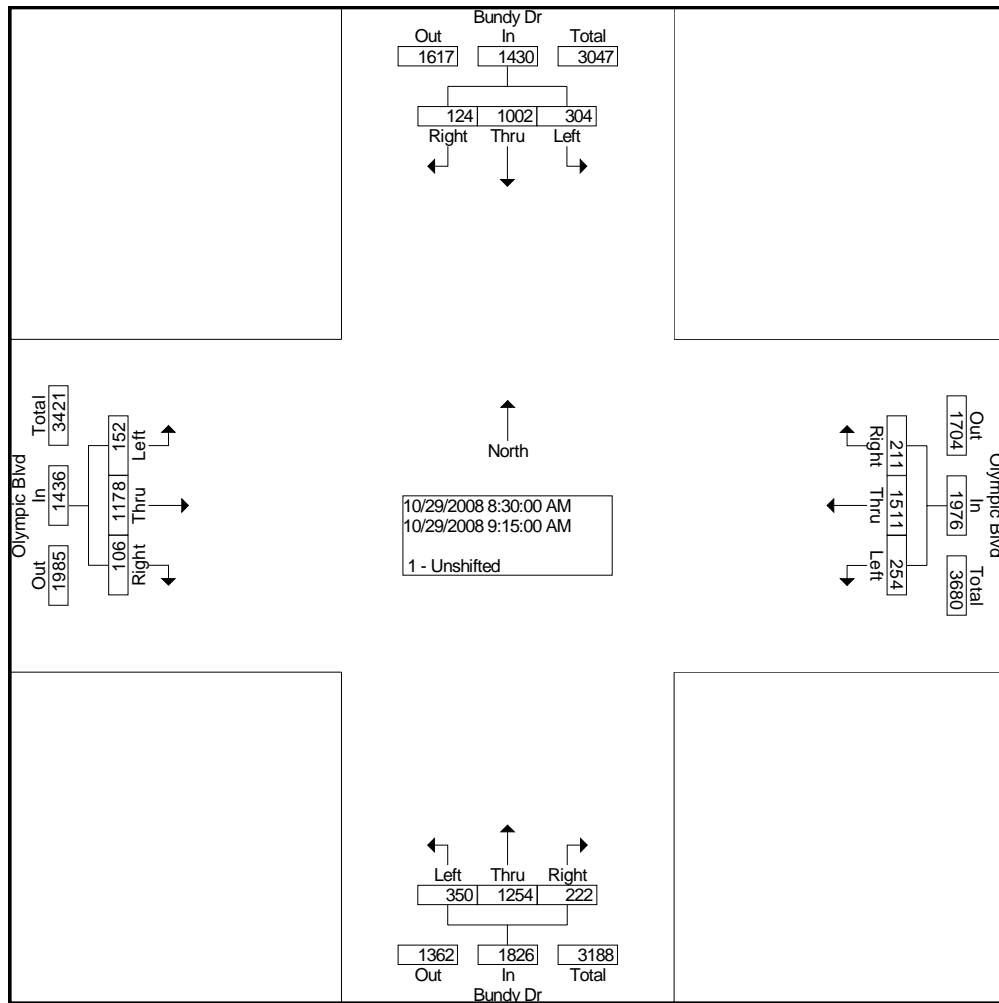 Bundy Dr
Out In Total
1617 1430 3047
124 1002 304
Right Thru Left
Olympic Blvd
Total In Out
3421 1436 1985
152 1178 106
Left Thru Right
North
10/29/2008 8:30:00 AM
10/29/2008 9:15:00 AM
1 - Unshifted
Right Thru Left
211 1511 254
Out In Total
1704 1976 3680
Olympic Blvd
Left Thru Right
350 1254 222
1362 1826 3188
Out In Total
Bundy Dr